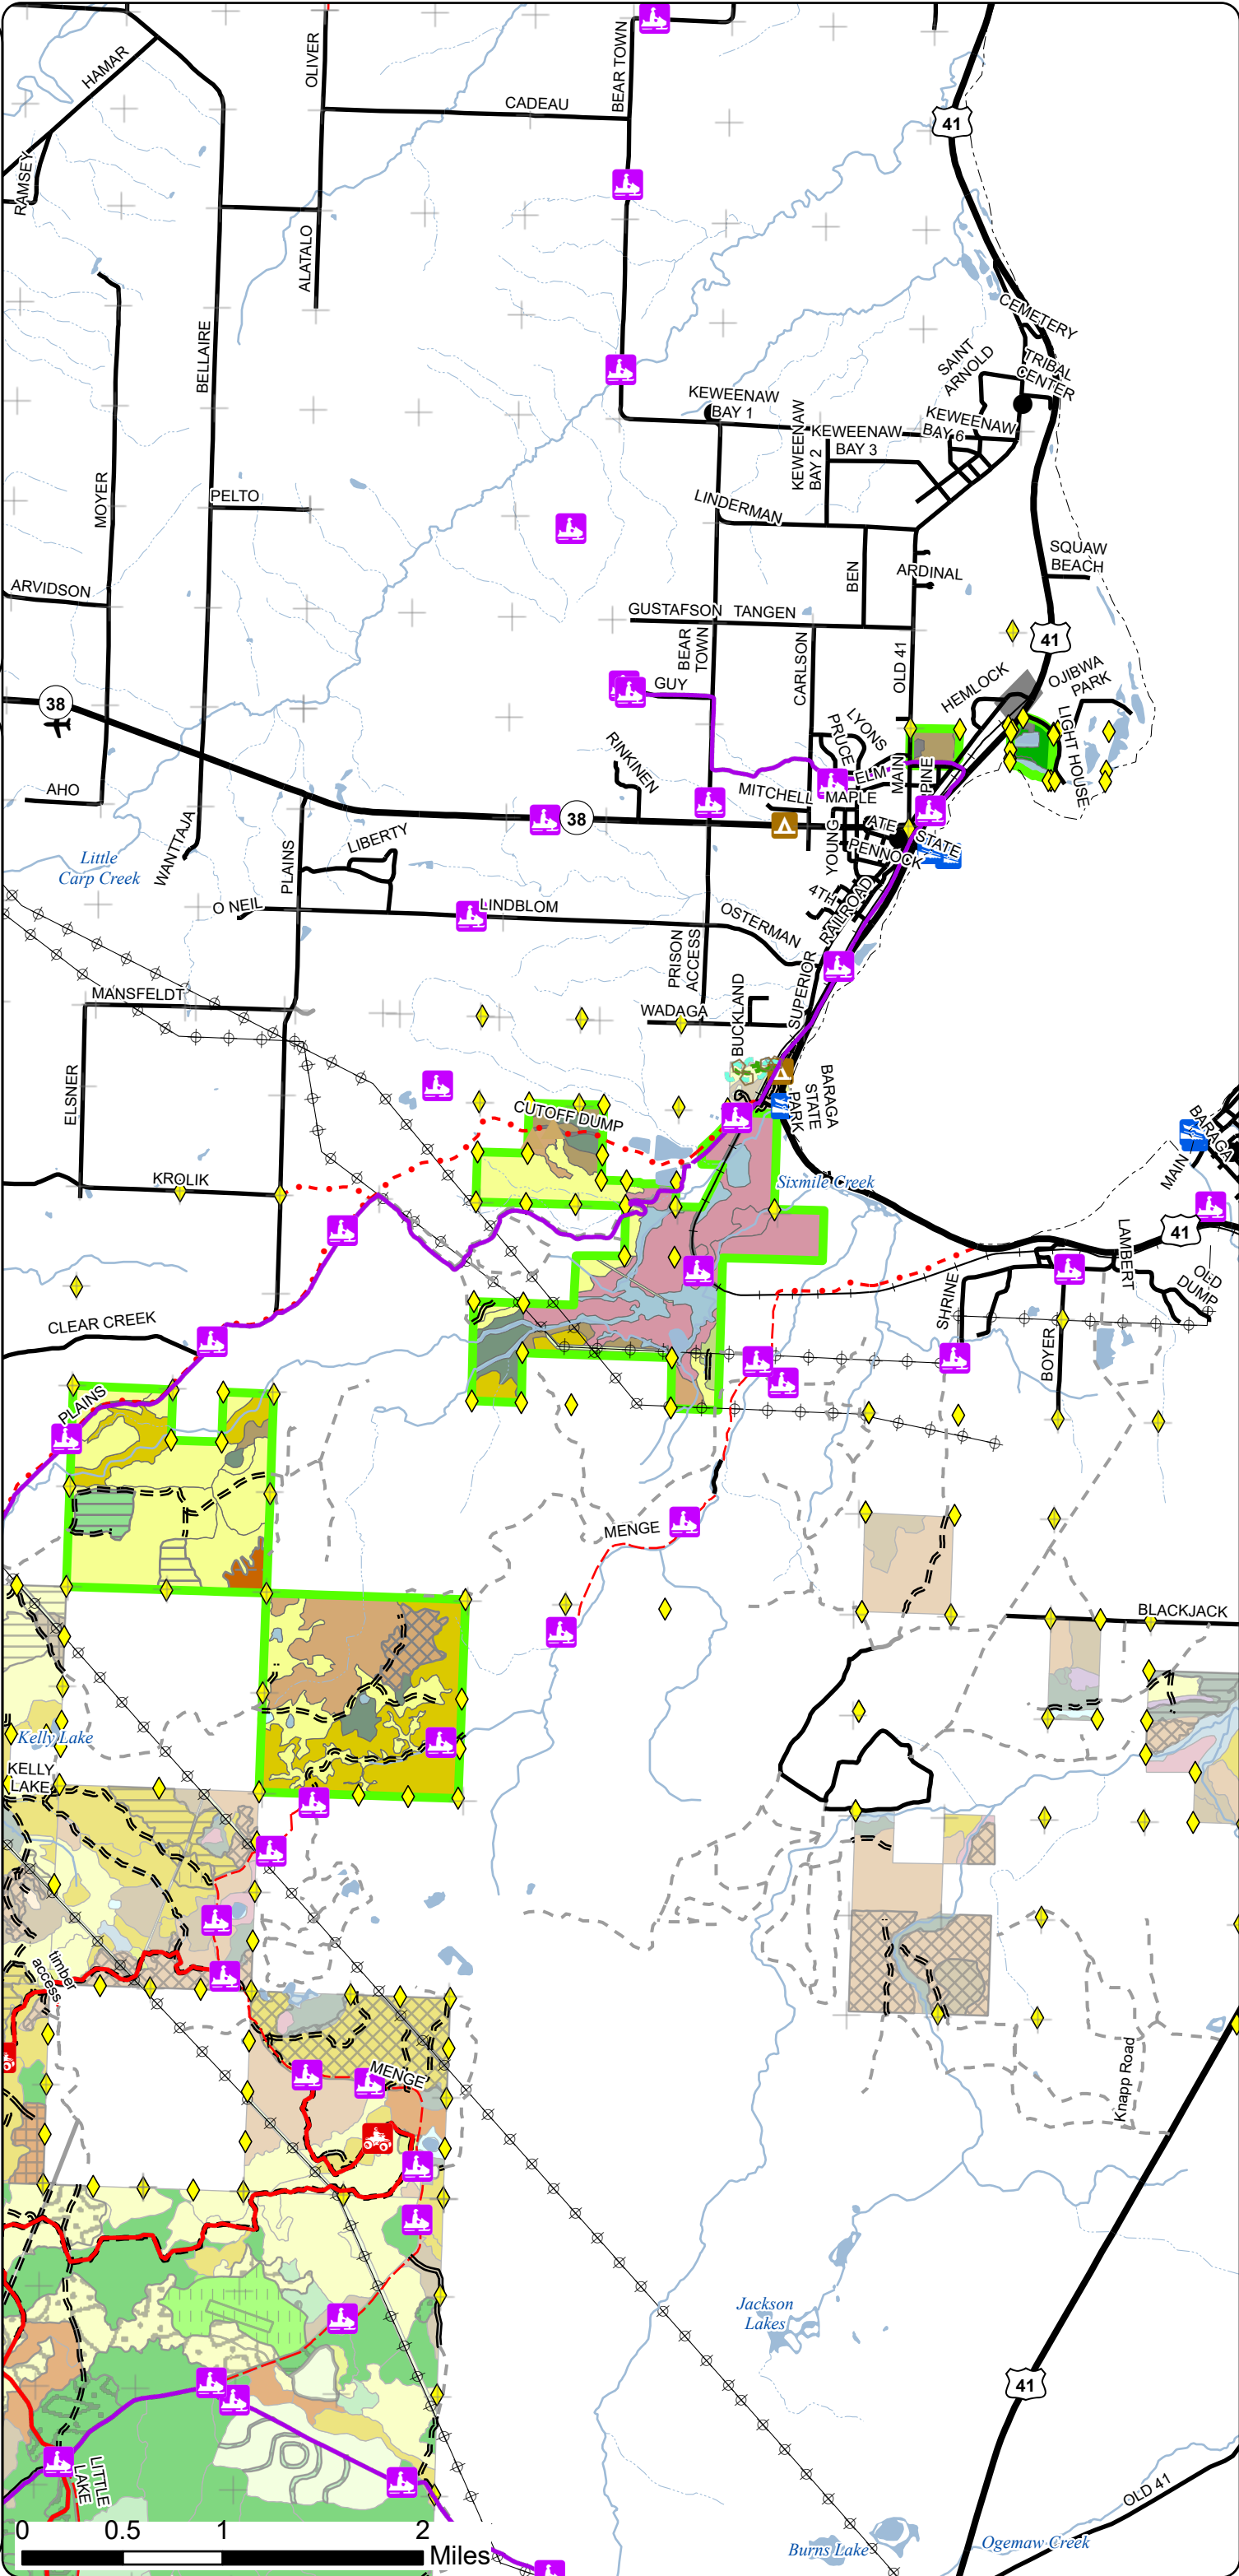 HAMAR
OLIVER
BEAR TOWN
CADEAU
41
RAMSEY
ALATALO
CEMETERY
BELLAIRE
SAINT
ARNOLD
TRIBAL
CENTER
KEWEENAW
BAY 1
KEWEENAW
BAY 2
KEWEENAW
BAY 3
KEWEENAW
BAY 6
MOYER
PELTO
LINDERMAN
SQUAW
BEACH
ARVIDSON
BEN
ARDINAL
GUSTAFSON
TANGEN
BEAR
TOWN
CARLSON
OLD 41
41
GUY
HEMLOCK
OJIBWA
PARK
38
LIGHT HOUSE
RINKINEN
PRUCE
LYONS
ELM
MAIN
PINE
AHO
MITCHELL
MAPLE
38
WANTTAJA
PLAINS
LIBERTY
YOUNG
ATE
STATE
PENNOCK
Little
Carp Creek
4TH
RAILROAD
O NEIL
LINDBLOM
OSTERMAN
PRISON
ACCESS
SUPERIOR
MANSFELDT
WADAGA
BUCKLAND
ELSNER
BARAGA
STATE
PARK
CUTOFF DUMP
BARAGA
MAIN
KROLIK
Sixmile Creek
41
LAMBERT
OLD
DUMP
SHRINE
CLEAR CREEK
BOYER
PLAINS
MENGE
BLACKJACK
Kelly Lake
KELLY
LAKE
timber
access
MENGE
Knapp Road
Jackson
Lakes
41
LITTLE
LAKE
OLD 41
Burns Lake
Ogemaw Creek
0 0.5 1 2
Miles